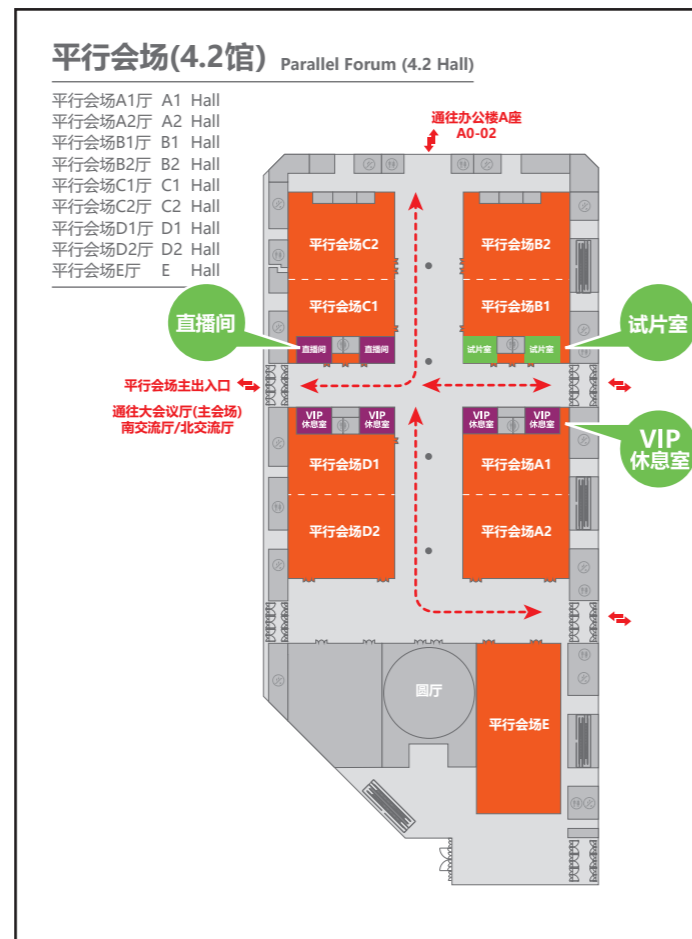 平行会场(4.2馆) Parallel Forum (4.2 Hall)
平行会场A1厅 A1 Hall
平行会场A2厅 A2 Hall
平行会场B1厅 B1 Hall
平行会场B2厅 B2 Hall
平行会场C1厅 C1 Hall
平行会场C2厅 C2 Hall
平行会场D1厅 D1 Hall
平行会场D2厅 D2 Hall
平行会场E厅 E Hall
通往办公楼A座
A0-02
平行会场C2
平行会场B2
平行会场C1
平行会场B1
直播间
试片室
直播间
直播间
试片室
试片室
平行会场主出入口
通往大会议厅(主会场)
南交流厅/北交流厅
VIP
休息室
VIP
休息室
VIP
休息室
VIP
休息室
VIP
休息室
平行会场D1
平行会场A1
平行会场D2
平行会场A2
圆厅
平行会场E